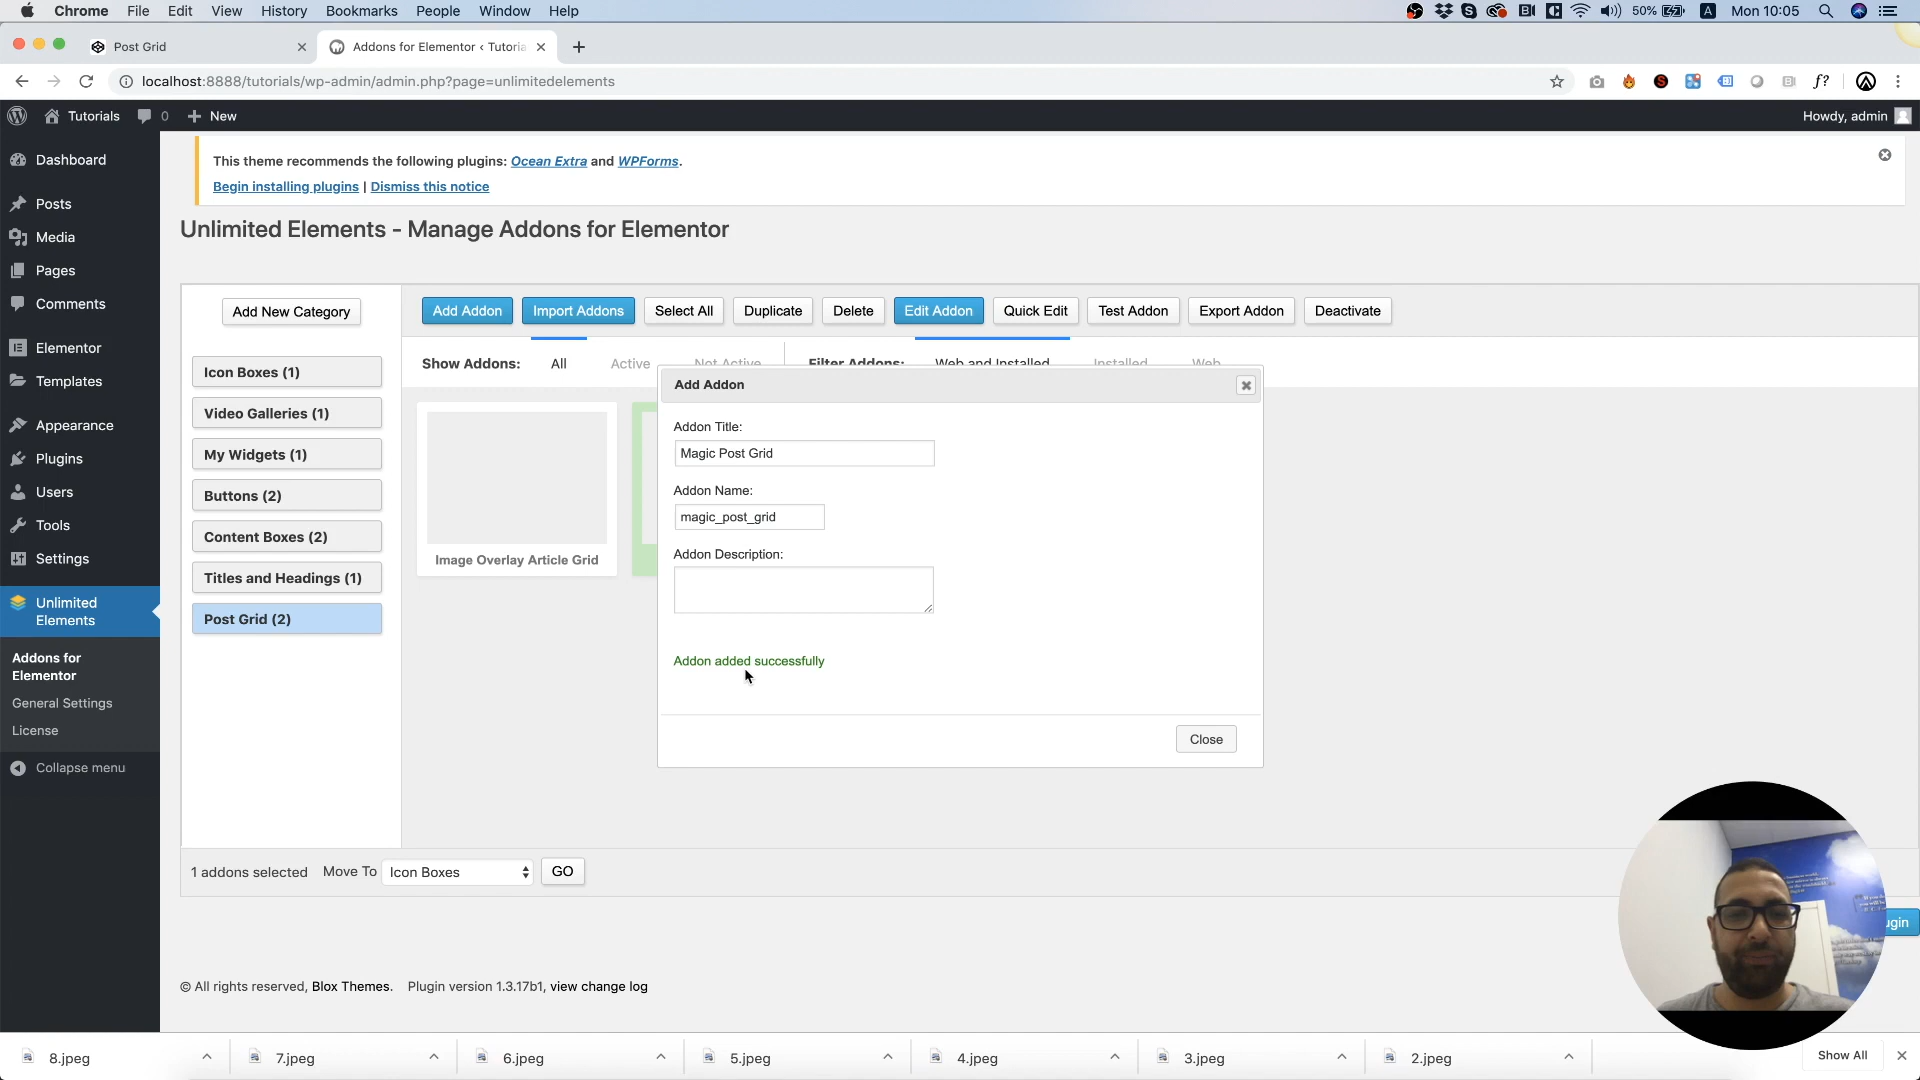 Chrome File Edit View History Bookmarks People Window Help
50% Mon 10:05
Post Grid
Addons for Elementor ‹ Tutoria
localhost:8888/tutorials/wp-admin/admin.php?page=unlimitedelements
Tutorials 0 New
Howdy, admin
Dashboard
Posts
Media
Pages
Comments
Elementor
Templates
Appearance
Plugins
Users
Tools
Settings
Unlimited
Elements
Addons for
Elementor
General Settings
License
Collapse menu
This theme recommends the following plugins: Ocean Extra and WPForms.
Begin installing plugins | Dismiss this notice
Unlimited Elements - Manage Addons for Elementor
Add New Category
Icon Boxes (1)
Video Galleries (1)
My Widgets (1)
Buttons (2)
Content Boxes (2)
Titles and Headings (1)
Post Grid (2)
Add Addon Import Addons Select All Duplicate Delete Edit Addon Quick Edit Test Addon Export Addon Deactivate
Show Addons: All Active Not Active Filter Addons: Web and Installed Installed Web
Image Overlay Article Grid
Add Addon
Addon Title:
Magic Post Grid
Addon Name:
magic_post_grid
Addon Description:
Addon added successfully
Close
1 addons selected Move To Icon Boxes GO
© All rights reserved, Blox Themes. Plugin version 1.3.17b1, view change log
8.jpeg 7.jpeg 6.jpeg 5.jpeg 4.jpeg 3.jpeg 2.jpeg Show All